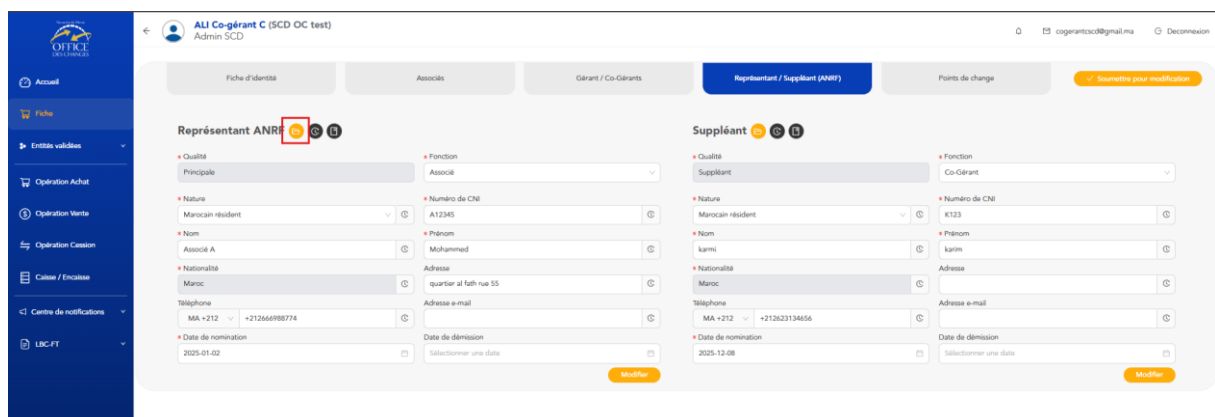 OFFICE
DES CHANGES
ALI Co-gérant C (SCD OC test)
Admin SCD
cogerantcscd@gmail.ma
Deconnexion
Accueil
Fiche
Entités validées
Opération Achat
Opération Vente
Opération Cession
Caisse / Encaisse
Centre de notifications
LBC-FT
Fiche d'identité
Associés
Gérant / Co-Gérants
Représentant / Suppléant (ANRF)
Points de change
Soumettre pour modification
Représentant ANRF
* Qualité
* Fonction
Principale
Associé
* Nature
* Numéro de CNI
Marocain résident
A12345
* Nom
* Prénom
Associé A
Mohammed
* Nationalité
Adresse
Maroc
quartier al fath rue 55
Téléphone
Adresse e-mail
MA +212
+212666988774
* Date de nomination
Date de démission
2025-01-02
Sélectionner une date
Modifier
Suppléant
* Qualité
* Fonction
Suppléant
Co-Gérant
* Nature
* Numéro de CNI
Marocain résident
K123
* Nom
* Prénom
karmi
karim
* Nationalité
Adresse
Maroc
Téléphone
Adresse e-mail
MA +212
+212623134656
* Date de nomination
Date de démission
2025-12-08
Sélectionner une date
Modifier